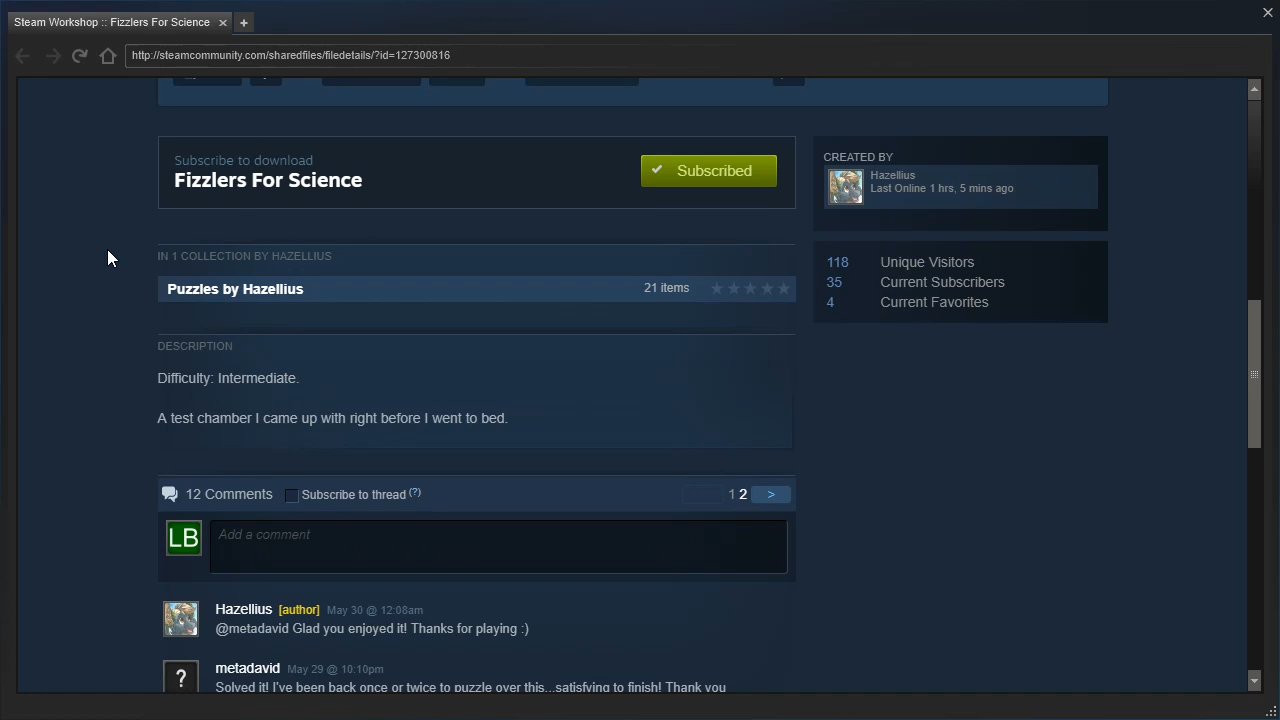 Steam Workshop :: Fizzlers For Science
http://steamcommunity.com/sharedfiles/filedetails/?id=127300816
Subscribe to download
Fizzlers For Science
Subscribed
CREATED BY
Hazellius
Last Online 1 hrs, 5 mins ago
118 Unique Visitors
35 Current Subscribers
4 Current Favorites
IN 1 COLLECTION BY HAZELLIUS
Puzzles by Hazellius 21 items
DESCRIPTION
Difficulty: Intermediate.
A test chamber I came up with right before I went to bed.
12 Comments Subscribe to thread (?) 1 2 >
LB Add a comment
Hazellius [author] May 30 @ 12:08am
@metadavid Glad you enjoyed it! Thanks for playing :)
metadavid May 29 @ 10:10pm
? Solved it! I've been back once or twice to puzzle over this...satisfying to finish! Thank you